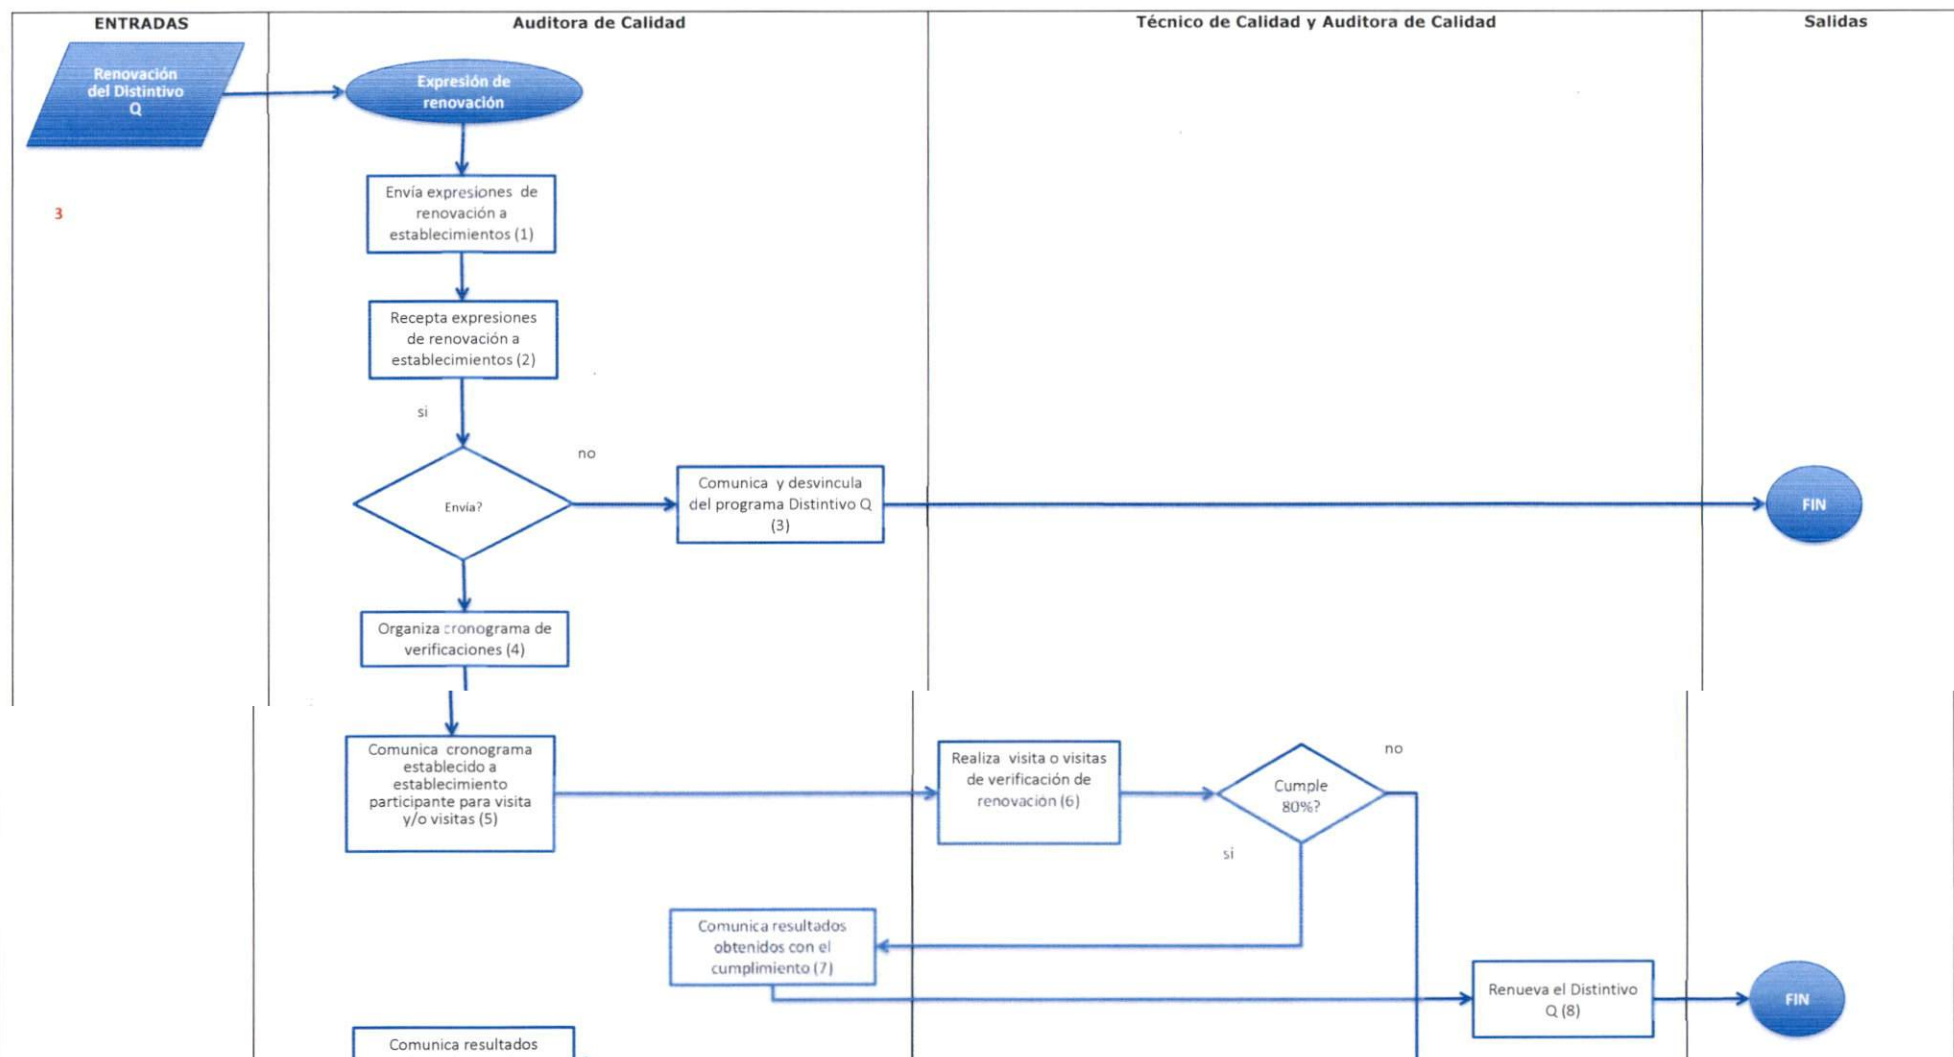 ENTRADAS
Auditora de Calidad
Técnico de Calidad y Auditora de Calidad
Salidas
Renovación
del Distintivo
Q
Expresión de
renovación
3
Envía expresiones de
renovación a
establecimientos (1)
Recepta expresiones
de renovación a
establecimientos (2)
si
Envía?
no
Comunica y desvincula
del programa Distintivo Q
(3)
FIN
Organiza cronograma de
verificaciones (4)
Comunica cronograma
establecido a
establecimiento
participante para visita
y/o visitas (5)
Realiza visita o visitas
de verificación de
renovación (6)
Cumple
80%?
no
si
Comunica resultados
obtenidos con el
cumplimiento (7)
Renueva el Distintivo
Q (8)
FIN
Comunica resultados